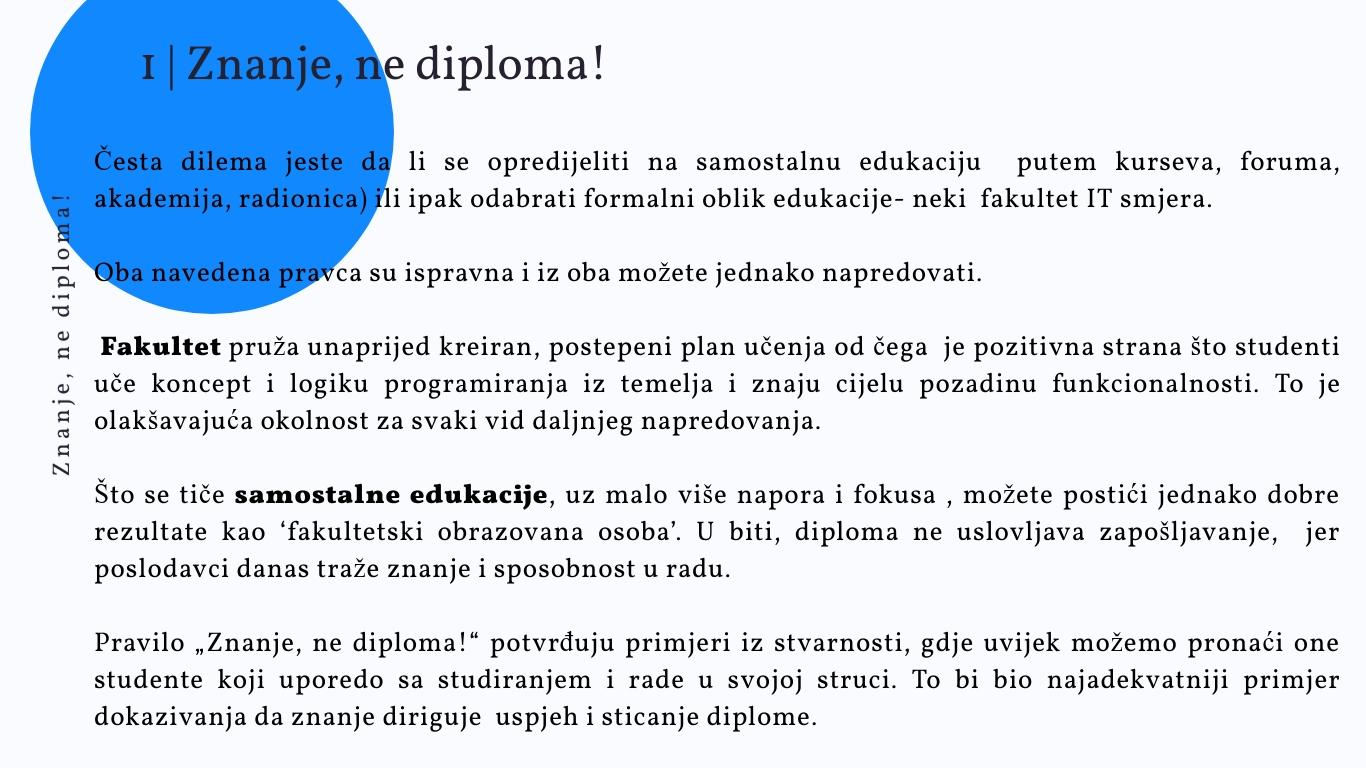 1 | Znanje, ne diploma!
Česta dilema jeste da li se opredijeliti na samostalnu edukaciju putem kurseva, foruma,
akademija, radionica) ili ipak odabrati formalni oblik edukacije- neki fakultet IT smjera.
Oba navedena pravca su ispravna i iz oba možete jednako napredovati.
Fakultet pruža unaprijed kreiran, postepeni plan učenja od čega je pozitivna strana što studenti
uče koncept i logiku programiranja iz temelja i znaju cijelu pozadinu funkcionalnosti. To je
olakšavajuća okolnost za svaki vid daljnjeg napredovanja.
Što se tiče samostalne edukacije, uz malo više napora i fokusa , možete postići jednako dobre
rezultate kao ‘fakultetski obrazovana osoba’. U biti, diploma ne uslovljava zapošljavanje, jer
poslodavci danas traže znanje i sposobnost u radu.
Pravilo „Znanje, ne diploma!“ potvrđuju primjeri iz stvarnosti, gdje uvijek možemo pronaći one
studente koji uporedo sa studiranjem i rade u svojoj struci. To bi bio najadekvatniji primjer
dokazivanja da znanje diriguje uspjeh i sticanje diplome.
Znanje, ne diploma!